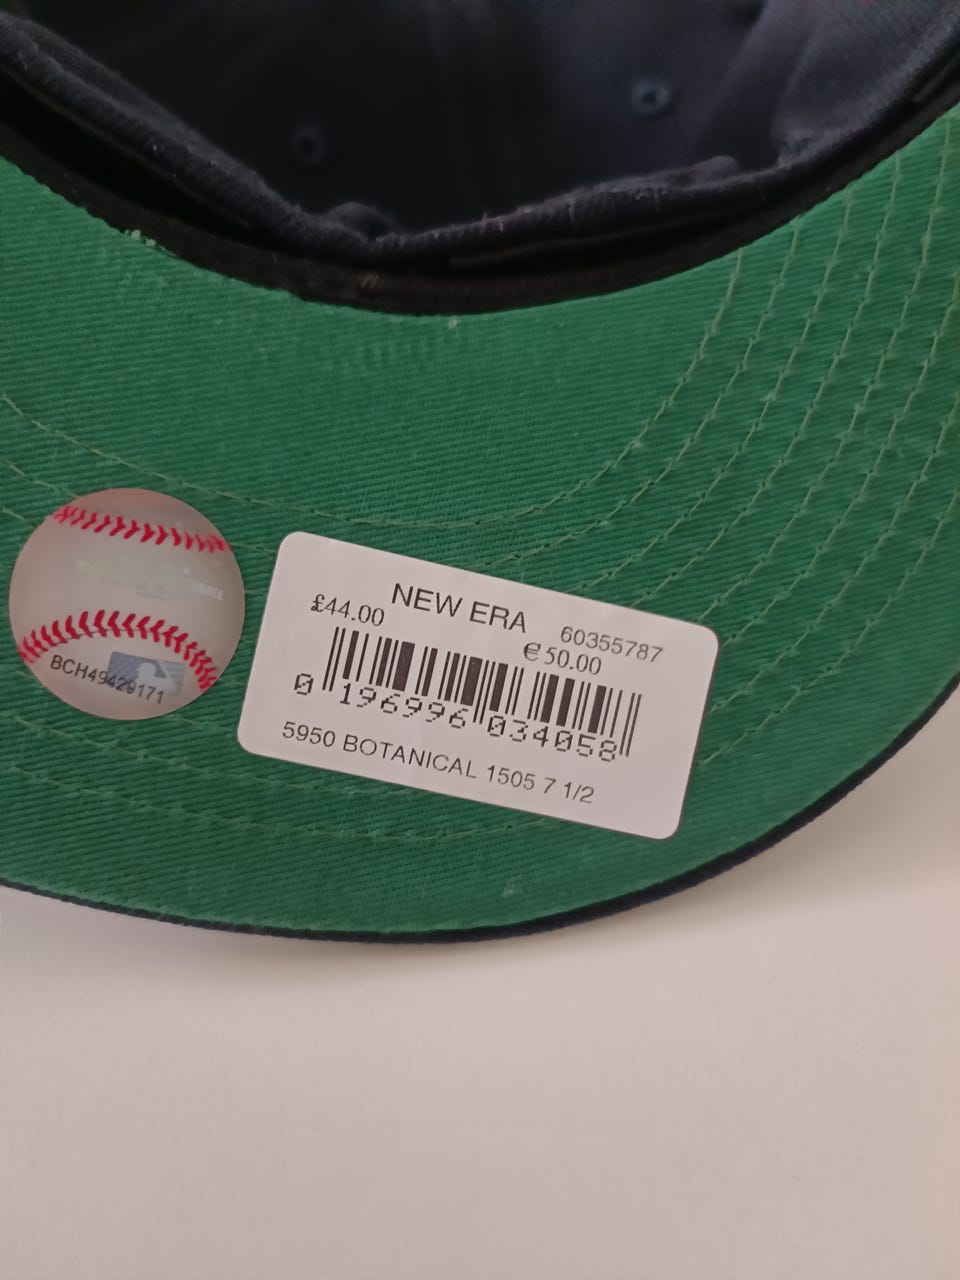 NEW ERA
£44.00
60355787
€50.00
0 196996 034058
5950 BOTANICAL 1505 7 1/2
BCH49429171